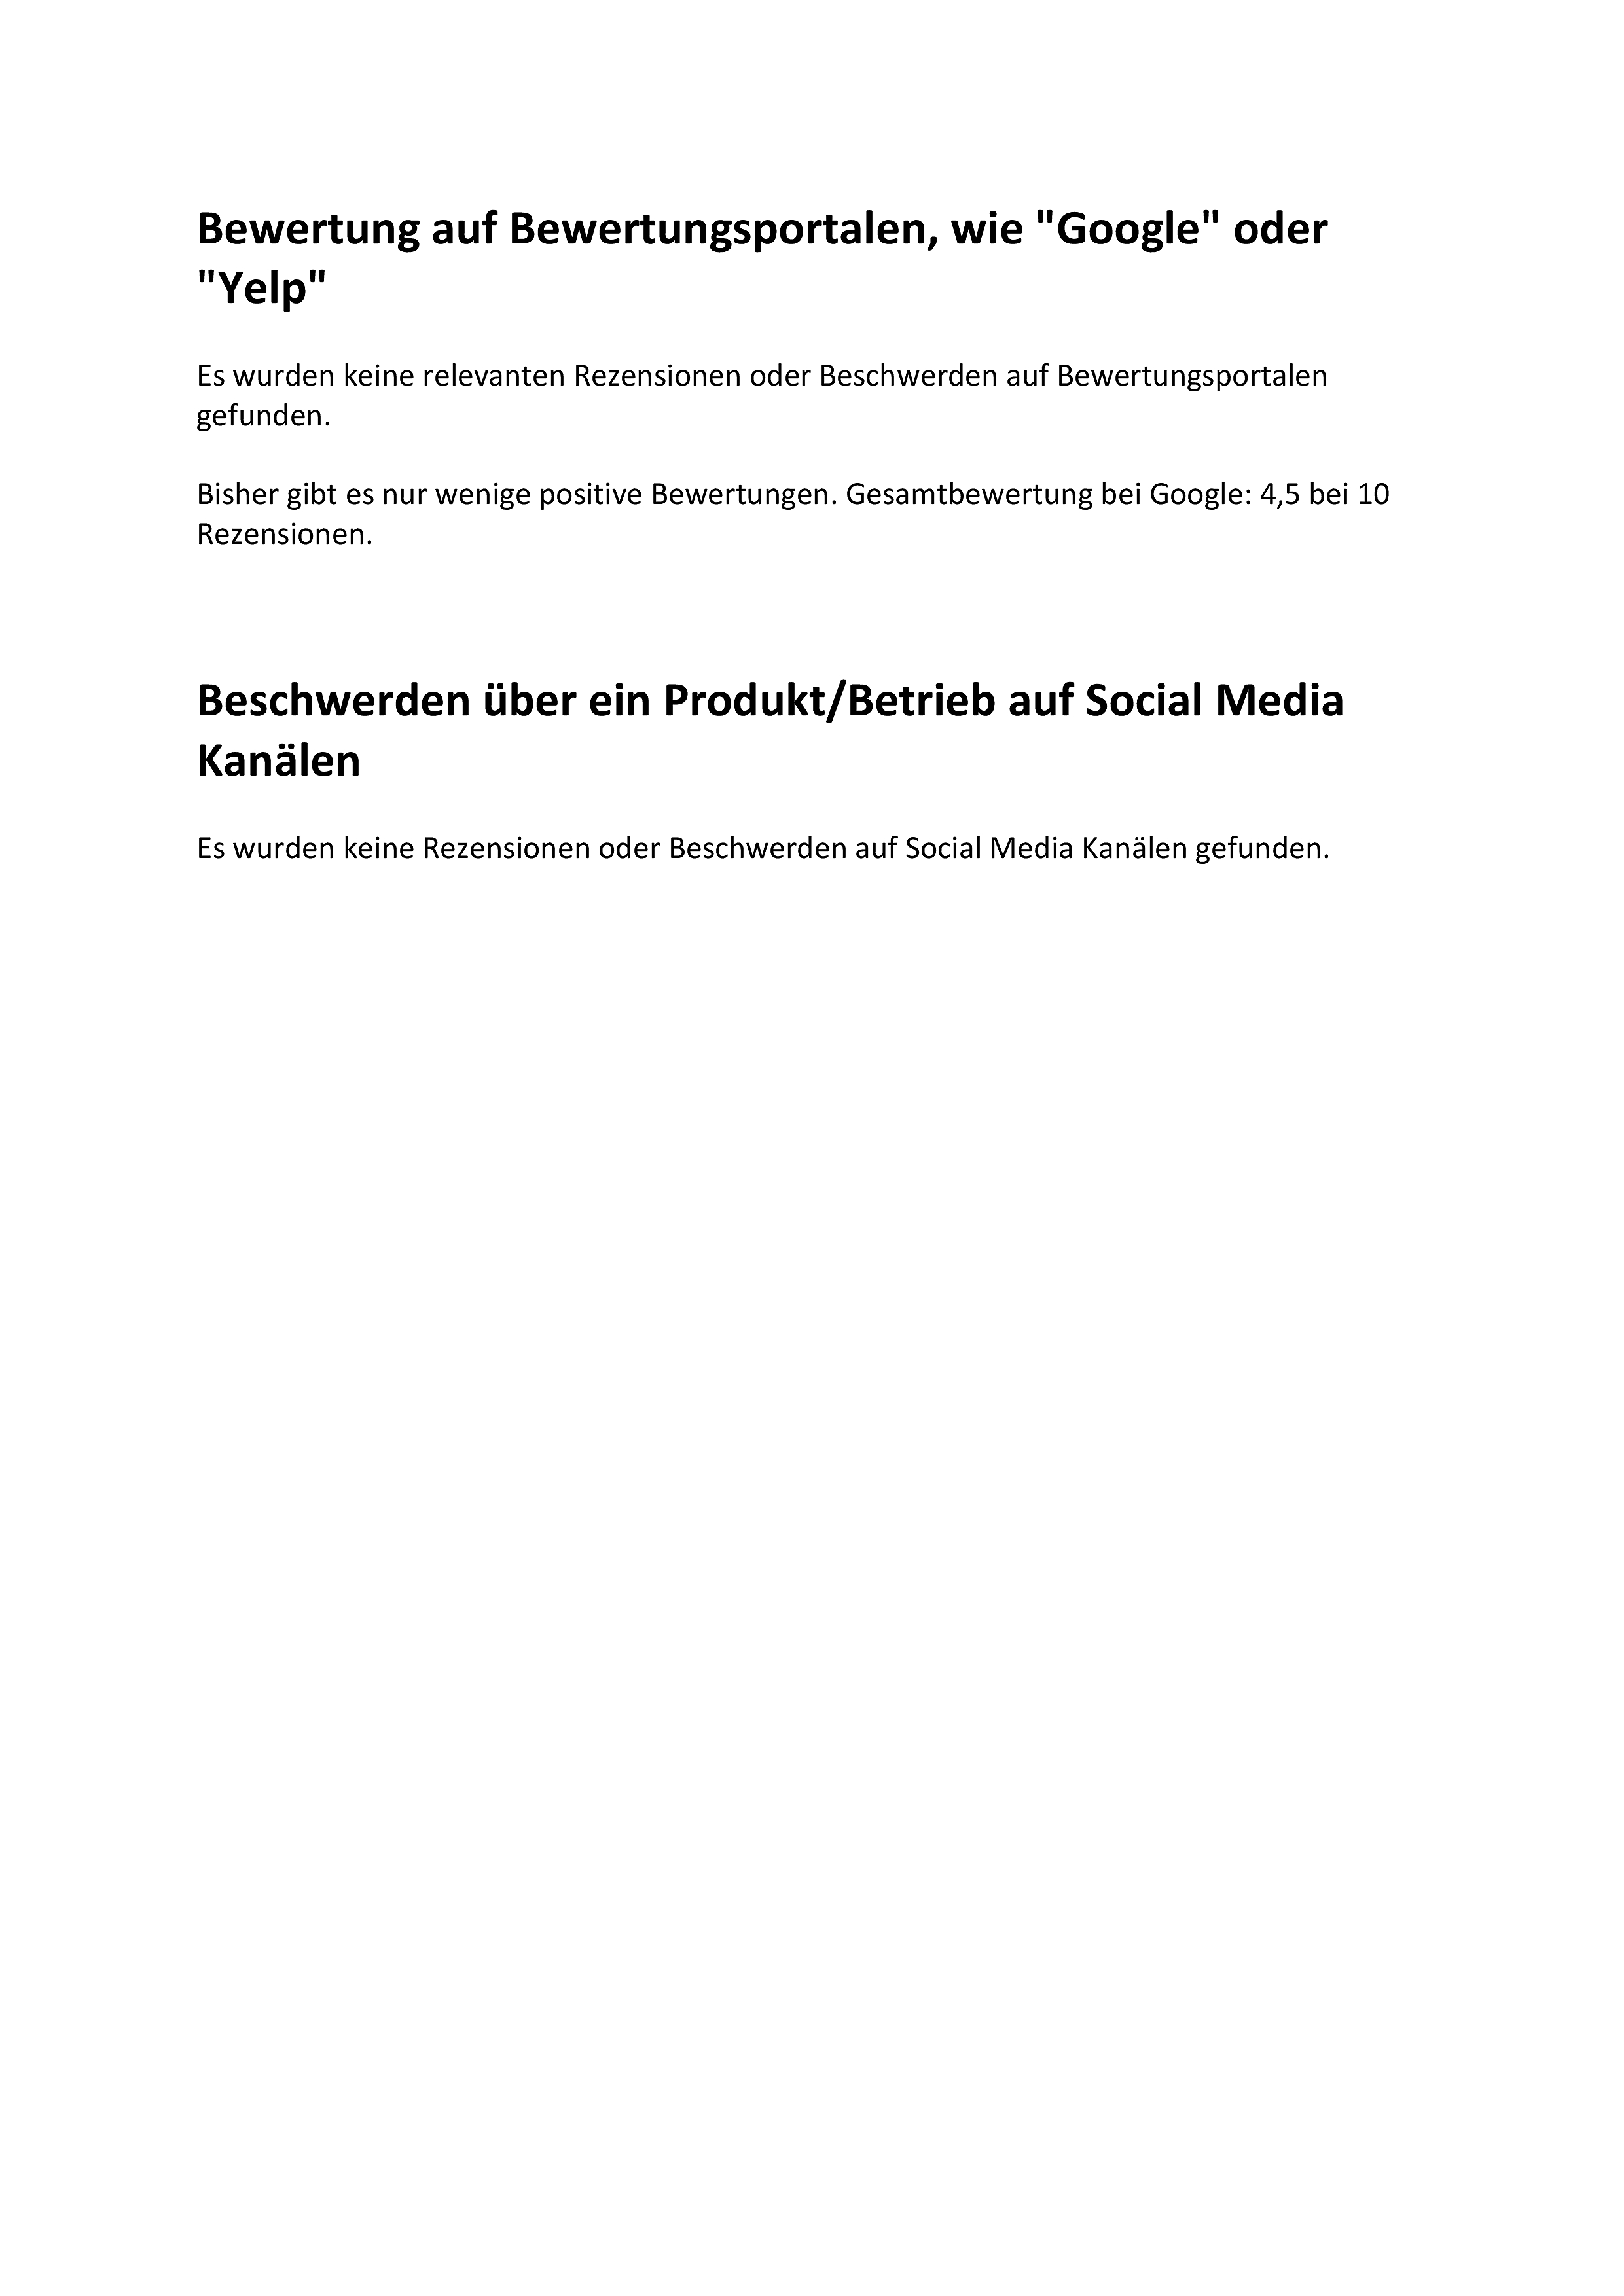 Bewertung auf Bewertungsportalen, wie "Google" oder
"Yelp"
Es wurden keine relevanten Rezensionen oder Beschwerden auf Bewertungsportalen
gefunden.
Bisher gibt es nur wenige positive Bewertungen. Gesamtbewertung bei Google: 4,5 bei 10
Rezensionen.
Beschwerden über ein Produkt/Betrieb auf Social Media
Kanälen
Es wurden keine Rezensionen oder Beschwerden auf Social Media Kanälen gefunden.